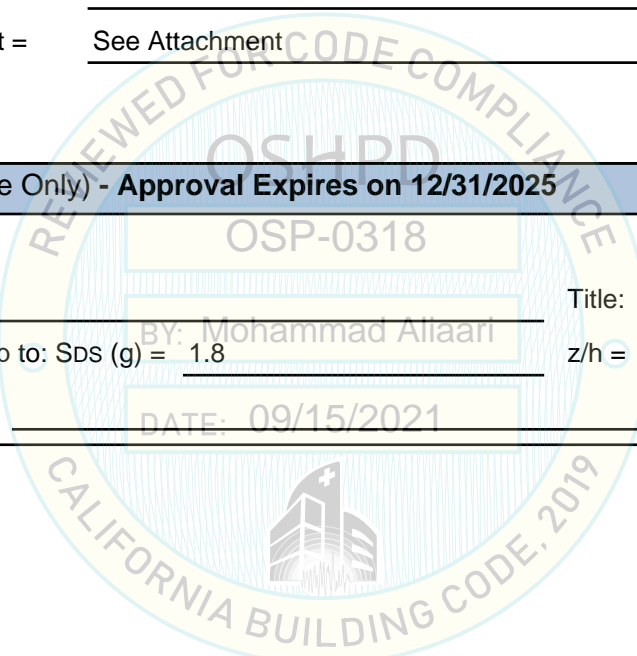 t = See Attachment
REVIEWED FOR CODE COMPLIANCE
OSHPD
e Only) - Approval Expires on 12/31/2025
OSP-0318
Title:
BY: Mohammad Aliaari
o to: SDS (g) = 1.8 z/h =
DATE: 09/15/2021
CALIFORNIA BUILDING CODE, 2019